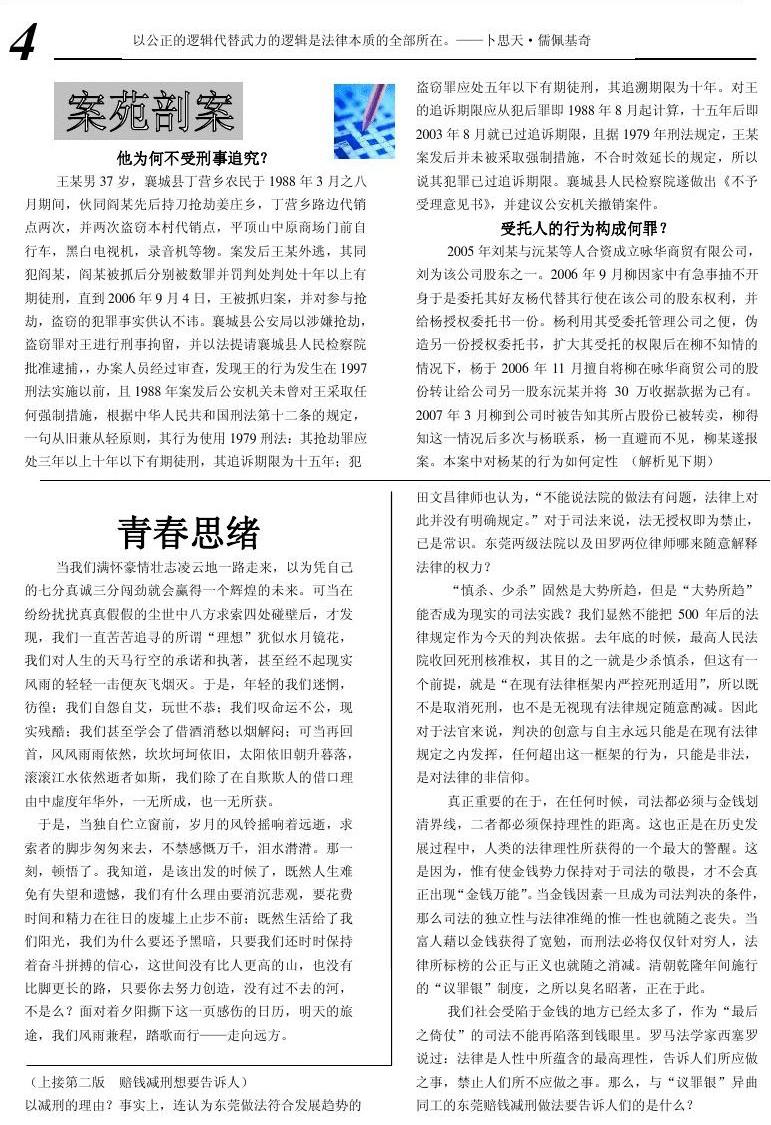 4
以公正的逻辑代替武力的逻辑是法律本质的全部所在。——卜思天·儒佩基奇
案苑剖案
他为何不受刑事追究？
王某男 37 岁，襄城县丁营乡农民于 1988 年 3 月之八
月期间，伙同阎某先后持刀抢劫姜庄乡，丁营乡路边代销
点两次，并两次盗窃本村代销点，平顶山中原商场门前自
行车，黑白电视机，录音机等物。案发后王某外逃，其同
犯阎某，阎某被抓后分别被数罪并罚判处判处十年以上有
期徒刑，直到 2006 年 9 月 4 日，王被抓归案，并对参与抢
劫，盗窃的犯罪事实供认不讳。襄城县公安局以涉嫌抢劫，
盗窃罪对王进行刑事拘留，并以法提请襄城县人民检察院
批准逮捕，，办案人员经过审查，发现王的行为发生在 1997
刑法实施以前，且 1988 年案发后公安机关未曾对王采取任
何强制措施，根据中华人民共和国刑法第十二条的规定，
一句从旧兼从轻原则，其行为使用 1979 刑法：其抢劫罪应
处三年以上十年以下有期徒刑，其追诉期限为十五年；犯
盗窃罪应处五年以下有期徒刑，其追溯期限为十年。对王
的追诉期限应从犯后罪即 1988 年 8 月起计算，十五年后即
2003 年 8 月就已过追诉期限，且据 1979 年刑法规定，王某
案发后并未被采取强制措施，不合时效延长的规定，所以
说其犯罪已过追诉期限。襄城县人民检察院遂做出《不予
受理意见书》，并建议公安机关撤销案件。
受托人的行为构成何罪？
2005 年刘某与沅某等人合资成立咏华商贸有限公司，
刘为该公司股东之一。2006 年 9 月柳因家中有急事抽不开
身于是委托其好友杨代替其行使在该公司的股东权利，并
给杨授权委托书一份。杨利用其受委托管理公司之便，伪
造另一份授权委托书，扩大其受托的权限后在柳不知情的
情况下，杨于 2006 年 11 月擅自将柳在咏华商贸公司的股
份转让给公司另一股东沅某并将 30 万收据款据为己有。
2007 年 3 月柳到公司时被告知其所占股份已被转卖，柳得
知这一情况后多次与杨联系，杨一直避而不见，柳某遂报
案。本案中对杨某的行为如何定性 （解析见下期）
青春思绪
当我们满怀豪情壮志凌云地一路走来，以为凭自己
的七分真诚三分闯劲就会赢得一个辉煌的未来。可当在
纷纷扰扰真真假假的尘世中八方求索四处碰壁后，才发
现，我们一直苦苦追寻的所谓“理想”犹似水月镜花，
我们对人生的天马行空的承诺和执著，甚至经不起现实
风雨的轻轻一击便灰飞烟灭。于是，年轻的我们迷惘，
彷徨；我们自怨自艾，玩世不恭；我们叹命运不公，现
实残酷；我们甚至学会了借酒消愁以烟解闷；可当再回
首，风风雨雨依然，坎坎坷坷依旧，太阳依旧朝升暮落，
滚滚江水依然逝者如斯，我们除了在自欺欺人的借口理
由中虚度年华外，一无所成，也一无所获。
于是，当独自伫立窗前，岁月的风铃摇响着远逝，求
索者的脚步匆匆来去，不禁感慨万千，泪水潸潸。那一
刻，顿悟了。我知道，是该出发的时候了，既然人生难
免有失望和遗憾，我们有什么理由要消沉悲观，要花费
时间和精力在往日的废墟上止步不前；既然生活给了我
们阳光，我们为什么要还予黑暗，只要我们还时时保持
着奋斗拼搏的信心，这世间没有比人更高的山，也没有
比脚更长的路，只要你去努力创造，没有过不去的河，
不是么？面对着夕阳撕下这一页感伤的日历，明天的旅
途，我们风雨兼程，踏歌而行——走向远方。
（上接第二版 赔钱减刑想要告诉人）
以减刑的理由？事实上，连认为东莞做法符合发展趋势的
田文昌律师也认为，“不能说法院的做法有问题，法律上对
此并没有明确规定。”对于司法来说，法无授权即为禁止，
已是常识。东莞两级法院以及田罗两位律师哪来随意解释
法律的权力？
“慎杀、少杀”固然是大势所趋，但是“大势所趋”
能否成为现实的司法实践？我们显然不能把 500 年后的法
律规定作为今天的判决依据。去年底的时候，最高人民法
院收回死刑核准权，其目的之一就是少杀慎杀，但这有一
个前提，就是“在现有法律框架内严控死刑适用”，所以既
不是取消死刑，也不是无视现有法律规定随意酌减。因此
对于法官来说，判决的创意与自主永远只能是在现有法律
规定之内发挥，任何超出这一框架的行为，只能是非法，
是对法律的非信仰。
真正重要的在于，在任何时候，司法都必须与金钱划
清界线，二者都必须保持理性的距离。这也正是在历史发
展过程中，人类的法律理性所获得的一个最大的警醒。这
是因为，惟有使金钱势力保持对于司法的敬畏，才不会真
正出现“金钱万能”。当金钱因素一旦成为司法判决的条件，
那么司法的独立性与法律准绳的惟一性也就随之丧失。当
富人藉以金钱获得了宽勉，而刑法必将仅仅针对穷人，法
律所标榜的公正与正义也就随之消减。清朝乾隆年间施行
的“议罪银”制度，之所以臭名昭著，正在于此。
我们社会受陷于金钱的地方已经太多了，作为“最后
之倚仗”的司法不能再陷落到钱眼里。罗马法学家西塞罗
说过：法律是人性中所蕴含的最高理性，告诉人们所应做
之事，禁止人们所不应做之事。那么，与“议罪银”异曲
同工的东莞赔钱减刑做法要告诉人们的是什么？